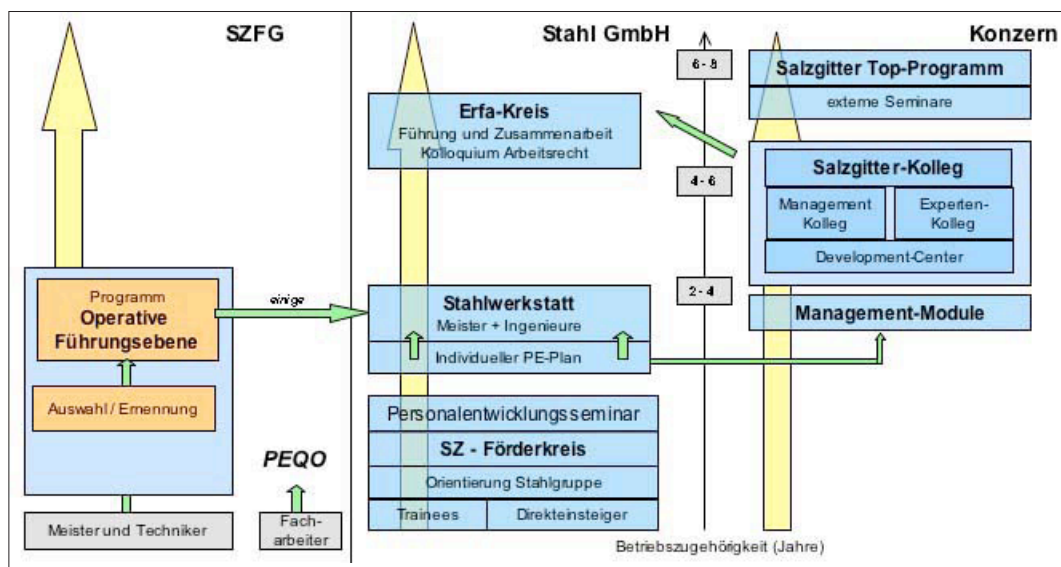 SZFG
Programm
Operative
Führungsebene
Auswahl / Ernennung
Meister und Techniker
PEQO
Fach-
arbeiter
einige
Stahl GmbH
Erfa-Kreis
Führung und Zusammenarbeit
Kolloquium Arbeitsrecht
Stahlwerkstatt
Meister + Ingenieure
Individueller PE-Plan
Personalentwicklungsseminar
SZ - Förderkreis
Orientierung Stahlgruppe
Trainees
Direkteinsteiger
6 - 8
4 - 6
2 - 4
Betriebszugehörigkeit (Jahre)
Konzern
Salzgitter Top-Programm
externe Seminare
Salzgitter-Kolleg
Management
Kolleg
Experten-
Kolleg
Development-Center
Management-Module